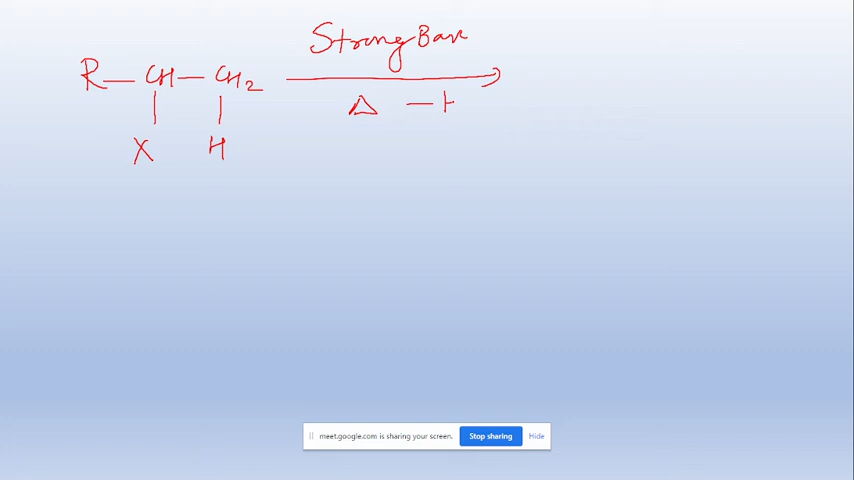 Strong Base
R — CH — CH₂ ⟶
△ — H
X H
meet.google.com is sharing your screen. Stop sharing Hide